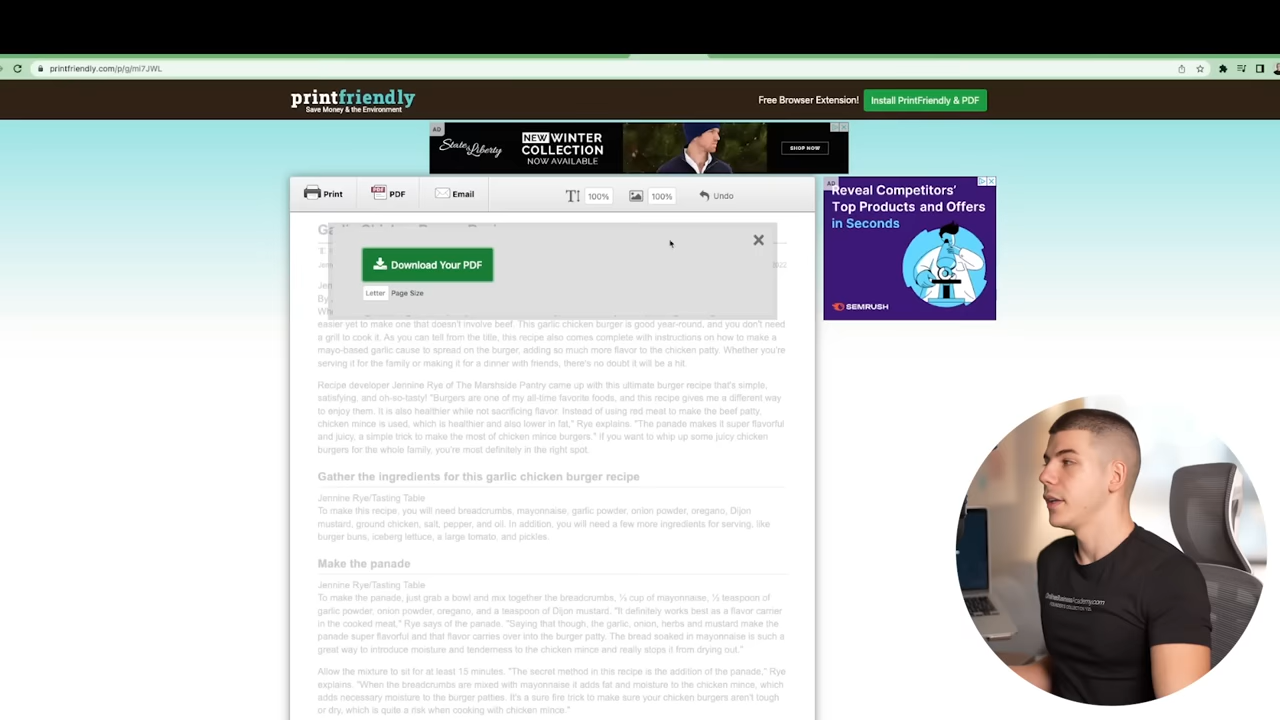 printfriendly.com/p/g/mi7JWL
printfriendly
Save Money & the Environment
Free Browser Extension!
Install PrintFriendly & PDF
AD
State & Liberty
NEW WINTER
COLLECTION
NOW AVAILABLE
SHOP NOW
Print
PDF
Email
100%
100%
Undo
AD
Reveal Competitors'
Top Products and Offers
in Seconds
SEMRUSH
Download Your PDF
Letter Page Size
easier yet to make one that doesn't involve beef. This garlic chicken burger is good year-round, and you don't need
a grill to cook it. As you can tell from the title, this recipe also comes complete with instructions on how to make a
mayo-based garlic cause to spread on the burger, adding so much more flavor to the chicken patty. Whether you're
serving it for the family or making it for a dinner with friends, there's no doubt it will be a hit.
Recipe developer Jennine Rye of The Marshside Pantry came up with this ultimate burger recipe that's simple,
satisfying, and oh-so-tasty! "Burgers are one of my all-time favorite foods, and this recipe gives me a different way
to enjoy them. It is also healthier while not sacrificing flavor. Instead of using red meat to make the beef patty,
chicken mince is used, which is healthier and also lower in fat," Rye explains. "The panade makes it super flavorful
and juicy, a simple trick to make the most of chicken mince burgers." If you want to whip up some juicy chicken
burgers for the whole family, you're most definitely in the right spot.
Gather the ingredients for this garlic chicken burger recipe
Jennine Rye/Tasting Table
To make this recipe, you will need breadcrumbs, mayonnaise, garlic powder, onion powder, oregano, Dijon
mustard, ground chicken, salt, pepper, and oil. In addition, you will need a few more ingredients for serving, like
burger buns, iceberg lettuce, a large tomato, and pickles.
Make the panade
Jennine Rye/Tasting Table
To make the panade, just grab a bowl and mix together the breadcrumbs, ⅓ cup of mayonnaise, ½ teaspoon of
garlic powder, onion powder, oregano, and a teaspoon of Dijon mustard. "It definitely works best as a flavor carrier
in the cooked meat," Rye says of the panade. "Saying that though, the garlic, onion, herbs and mustard make the
panade super flavorful and that flavor carries over into the burger patty. The bread soaked in mayonnaise is such a
great way to introduce moisture and tenderness to the chicken mince and really stops it from drying out."
Allow the mixture to sit for at least 15 minutes. "The secret method in this recipe is the addition of the panade," Rye
explains. "When the breadcrumbs are mixed with mayonnaise it adds fat and moisture to the chicken mince, which
adds necessary moisture to the burger patties. It's a sure fire trick to make sure your chicken burgers aren't tough
or dry, which is quite a risk when cooking with chicken mince."